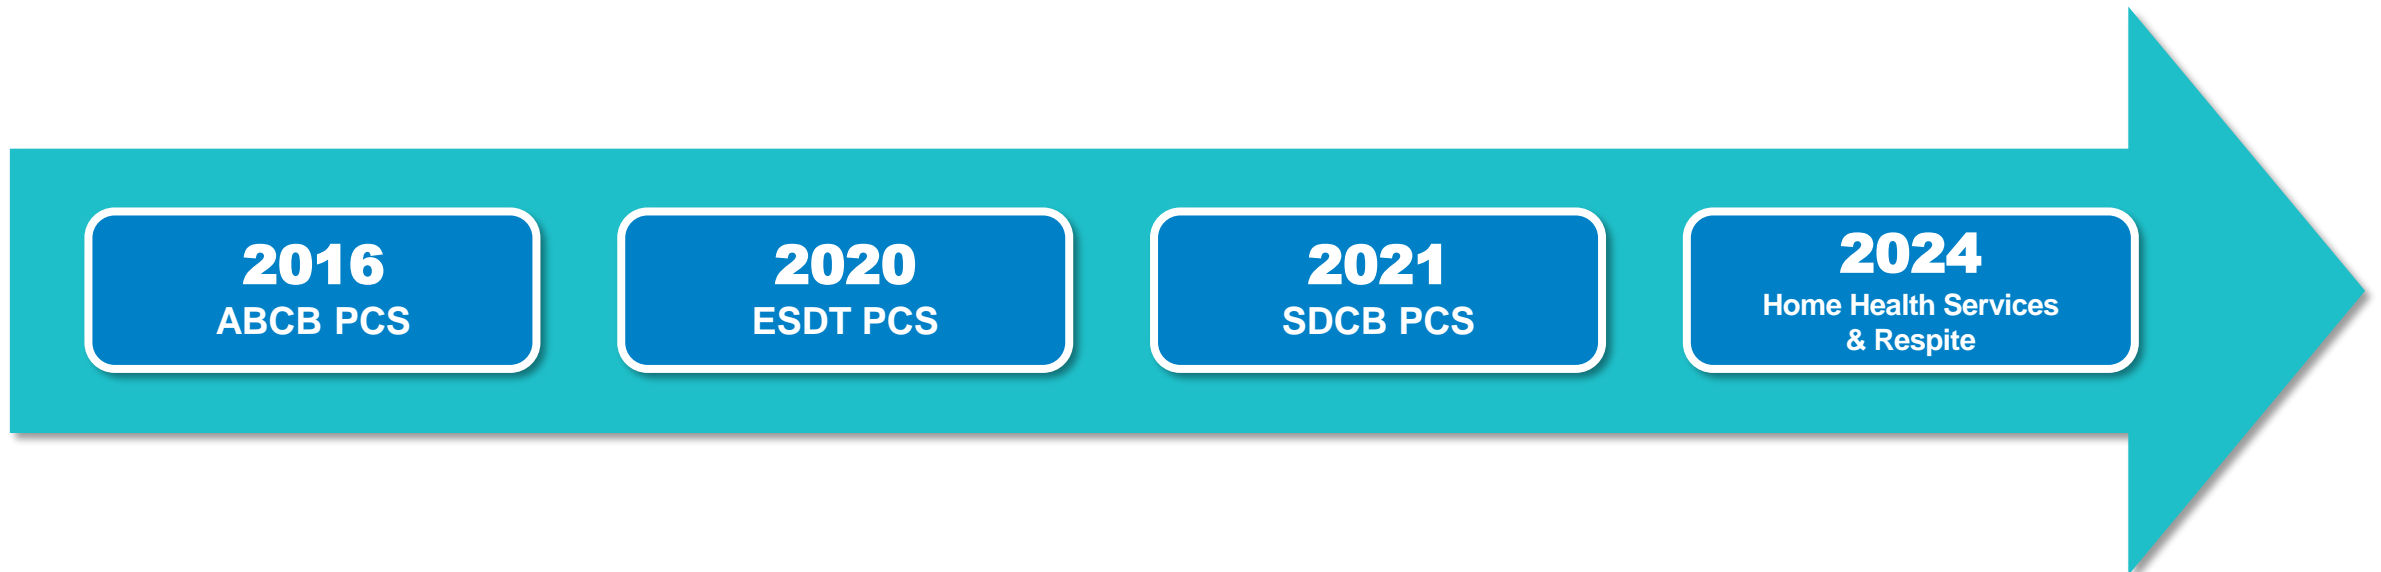 2016
ABCB PCS
2020
ESDT PCS
2021
SDCB PCS
2024
Home Health Services
& Respite